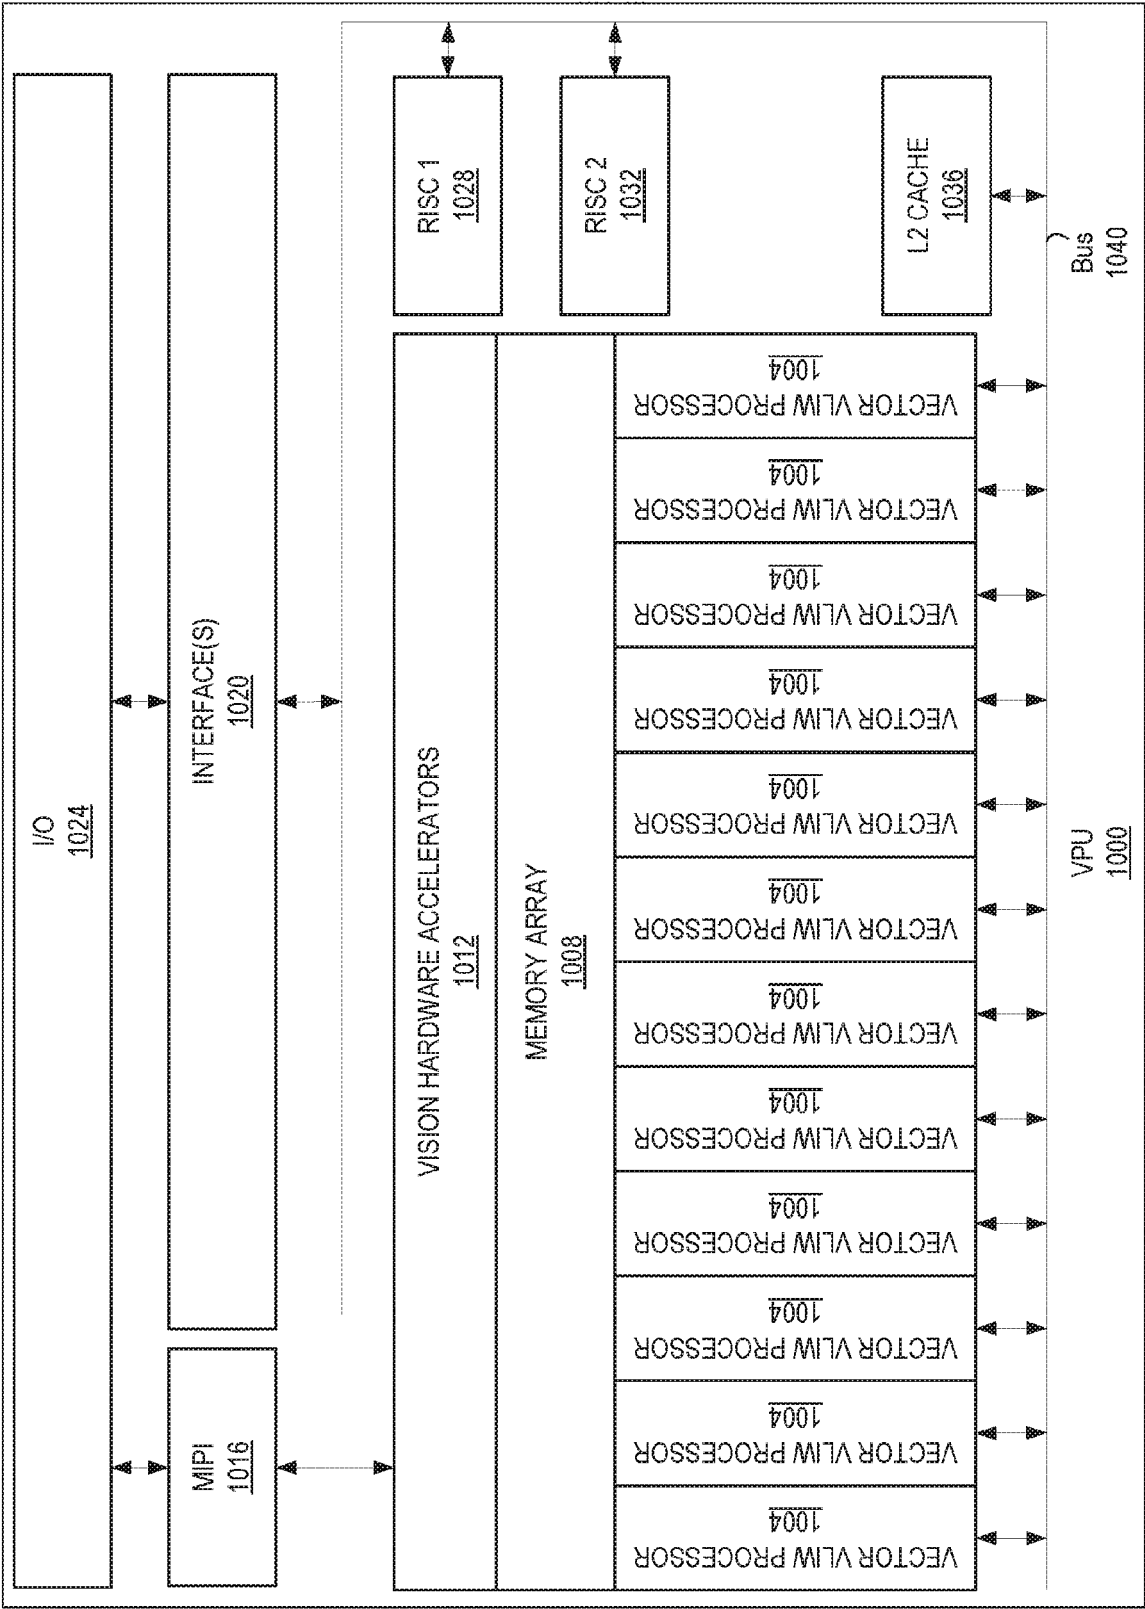 I/O
1024
MIPI
1016
INTERFACE(S)
1020
VISION HARDWARE ACCELERATORS
1012
RISC 1
1028
MEMORY ARRAY
1008
RISC 2
1032
VECTOR VLIW PROCESSOR
1004
VECTOR VLIW PROCESSOR
1004
VECTOR VLIW PROCESSOR
1004
VECTOR VLIW PROCESSOR
1004
VECTOR VLIW PROCESSOR
1004
VECTOR VLIW PROCESSOR
1004
VECTOR VLIW PROCESSOR
1004
VECTOR VLIW PROCESSOR
1004
VECTOR VLIW PROCESSOR
1004
VECTOR VLIW PROCESSOR
1004
VECTOR VLIW PROCESSOR
1004
VECTOR VLIW PROCESSOR
1004
L2 CACHE
1036
VPU
1000
Bus
1040